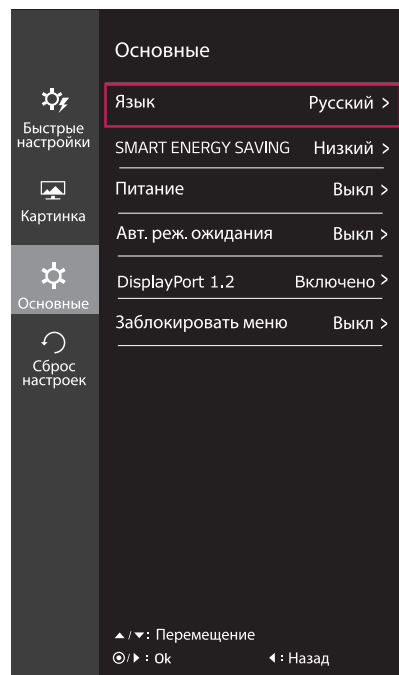 Основные
Быстрые
настройки
Картинка
Основные
Сброс
настроек
Язык Русский >
SMART ENERGY SAVING Низкий >
Питание Выкл >
Авт. реж. ожидания Выкл >
DisplayPort 1.2 Включено >
Заблокировать меню Выкл >
▲/▼: Перемещение
◉/▶ : Ok ◀ : Назад